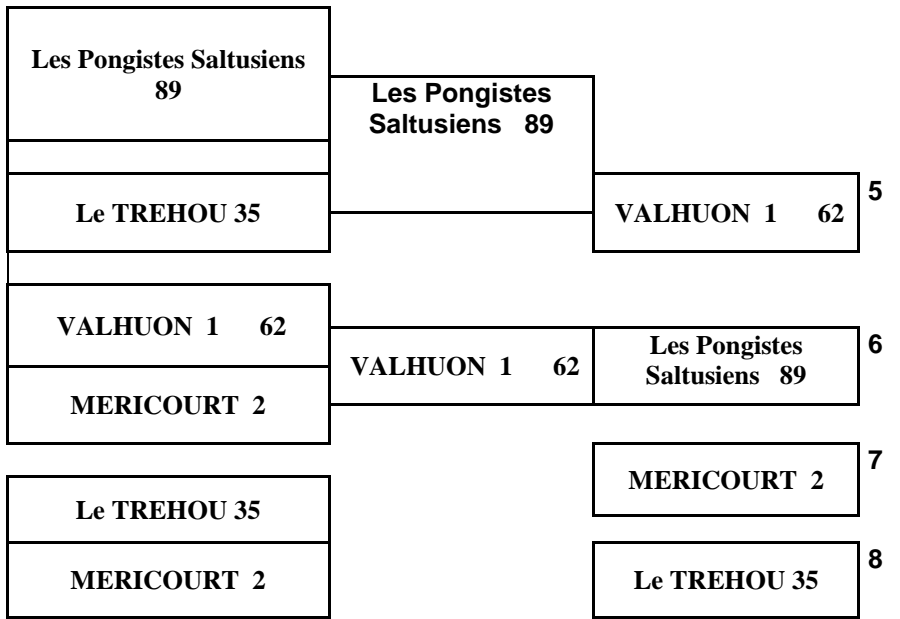 Les Pongistes Saltusiens
89
Les Pongistes
Saltusiens 89
Le TREHOU 35
VALHUON 1 62
5
VALHUON 1 62
MERICOURT 2
VALHUON 1 62
Les Pongistes
Saltusiens 89
6
MERICOURT 2
7
Le TREHOU 35
MERICOURT 2
Le TREHOU 35
8